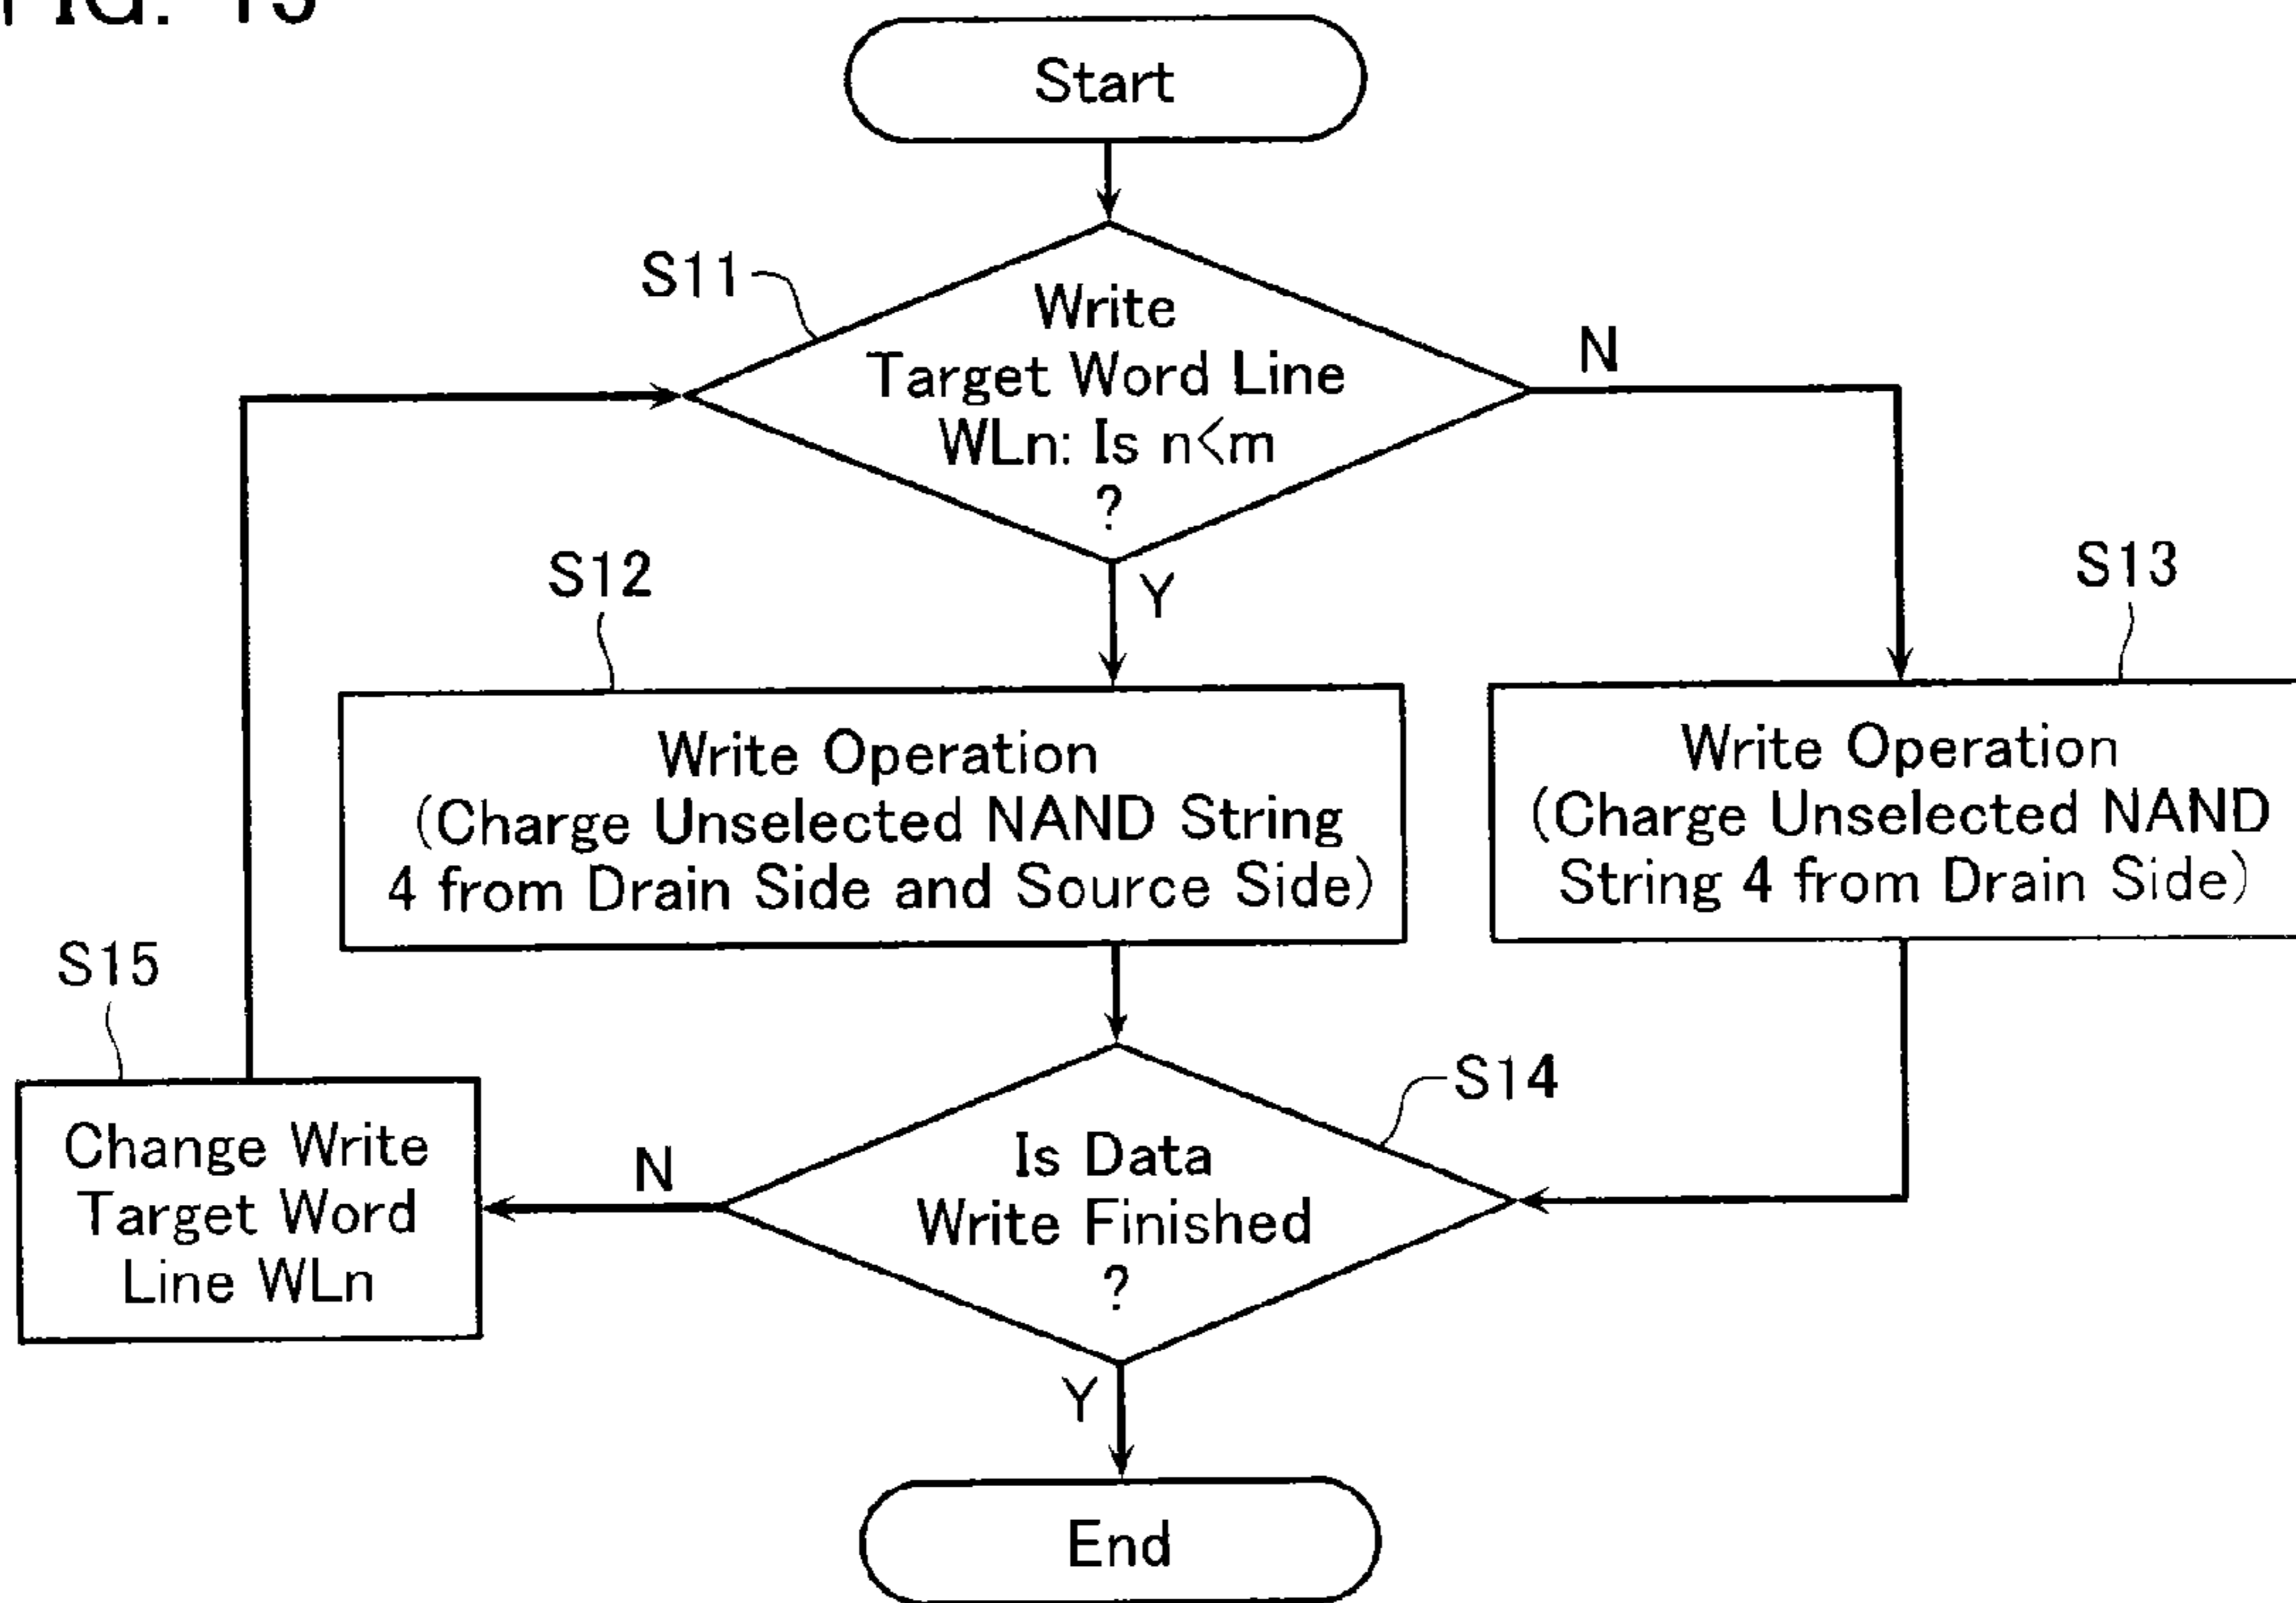 FIG. 13
Start
S11
Write
Target Word Line
WLn: Is n<m
?
N
Y
S12
Write Operation
(Charge Unselected NAND String
4 from Drain Side and Source Side)
S13
Write Operation
(Charge Unselected NAND
String 4 from Drain Side)
S14
Is Data
Write Finished
?
N
Y
S15
Change Write
Target Word
Line WLn
End